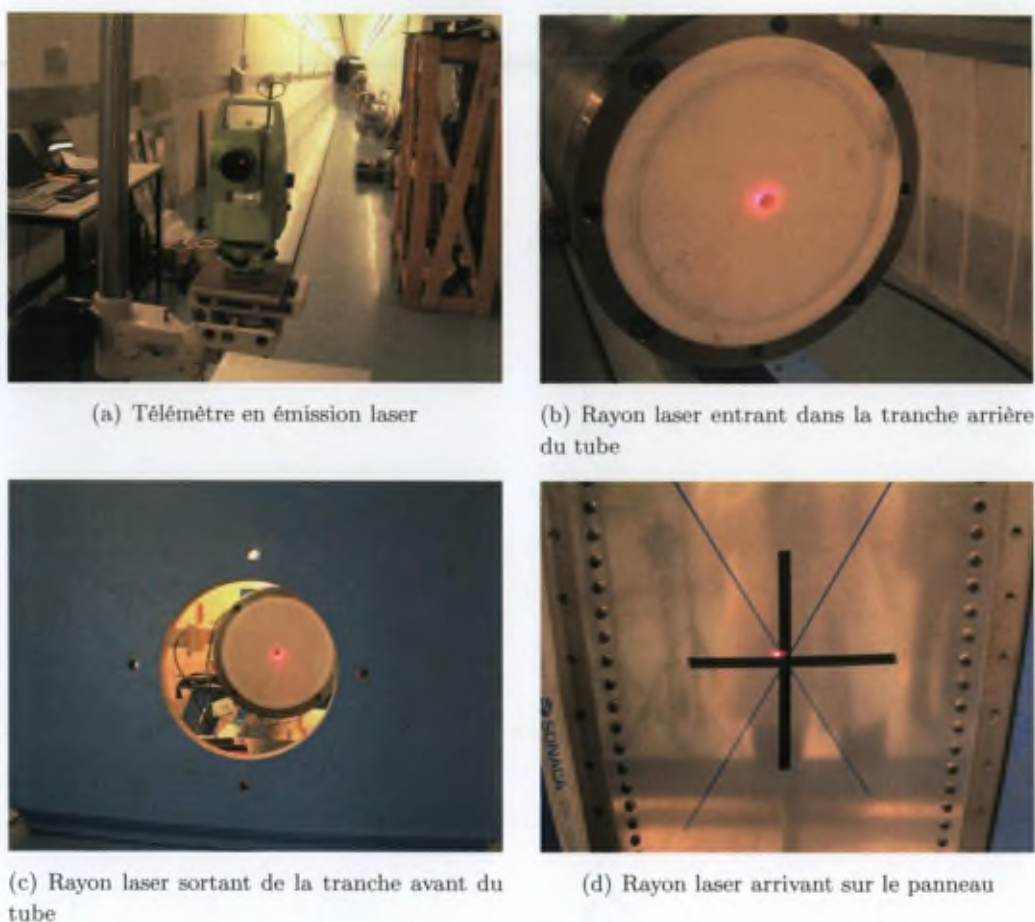 (a) Télémètre en émission laser
(b) Rayon laser entrant dans la tranche arrière
du tube
SONACA
(c) Rayon laser sortant de la tranche avant du
tube
(d) Rayon laser arrivant sur le panneau